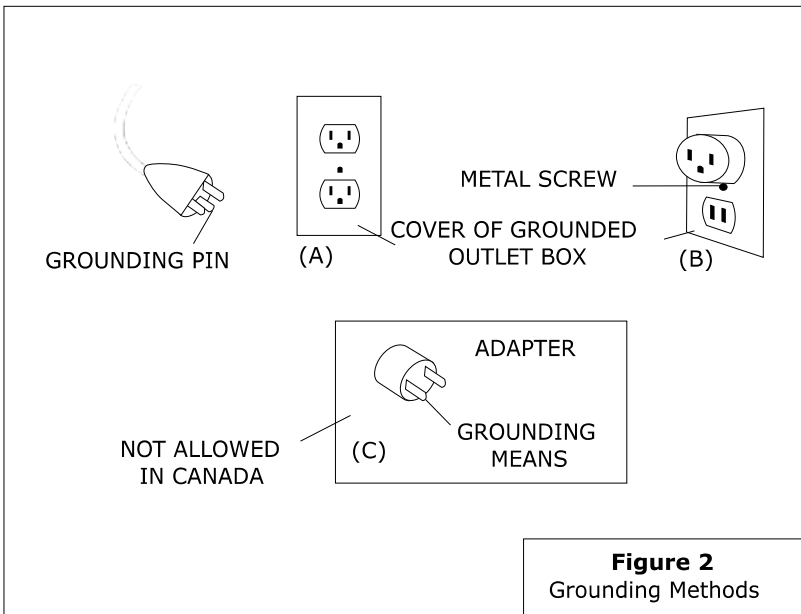 GROUNDING PIN
(A)
METAL SCREW
COVER OF GROUNDED
OUTLET BOX
(B)
ADAPTER
NOT ALLOWED
IN CANADA
(C)
GROUNDING
MEANS
Figure 2
Grounding Methods